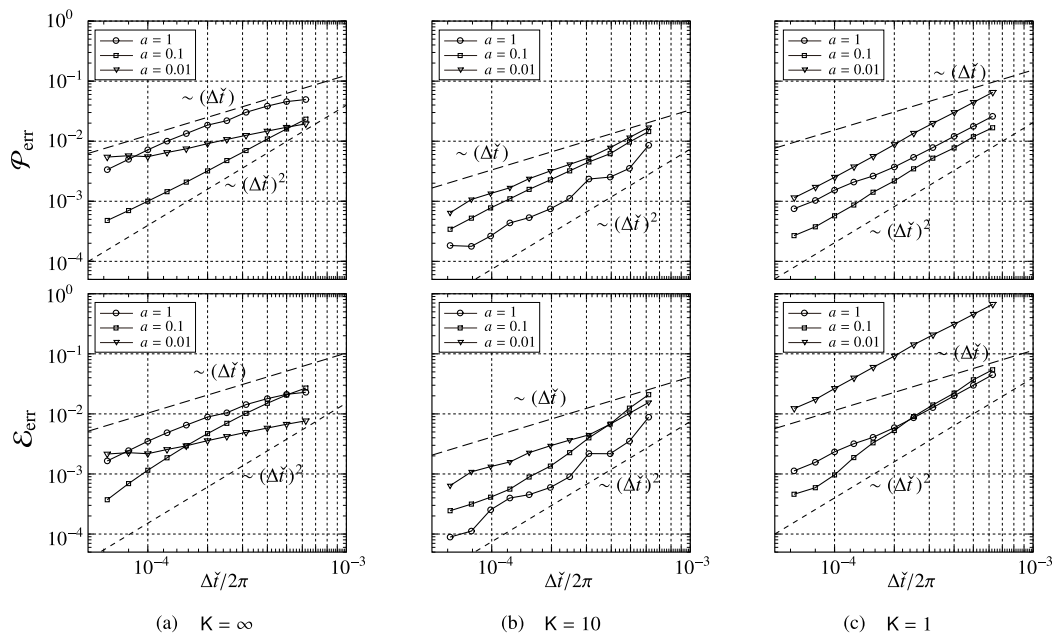 10^0
a = 1
a = 0.1
a = 0.01
a = 1
a = 0.1
a = 0.01
a = 1
a = 0.1
a = 0.01
10^{-1}
10^{-2}
10^{-3}
10^{-4}
𝒫_err
~ (Δť)
~ (Δť)^2
~ (Δť)
~ (Δť)^2
~ (Δť)
~ (Δť)^2
10^0
a = 1
a = 0.1
a = 0.01
a = 1
a = 0.1
a = 0.01
a = 1
a = 0.1
a = 0.01
10^{-1}
10^{-2}
10^{-3}
10^{-4}
ℰ_err
~ (Δť)
~ (Δť)^2
~ (Δť)
~ (Δť)^2
~ (Δť)
~ (Δť)^2
10^{-4} 10^{-3}
10^{-4} 10^{-3}
10^{-4} 10^{-3}
Δť/2π
Δť/2π
Δť/2π
(a) K = ∞
(b) K = 10
(c) K = 1